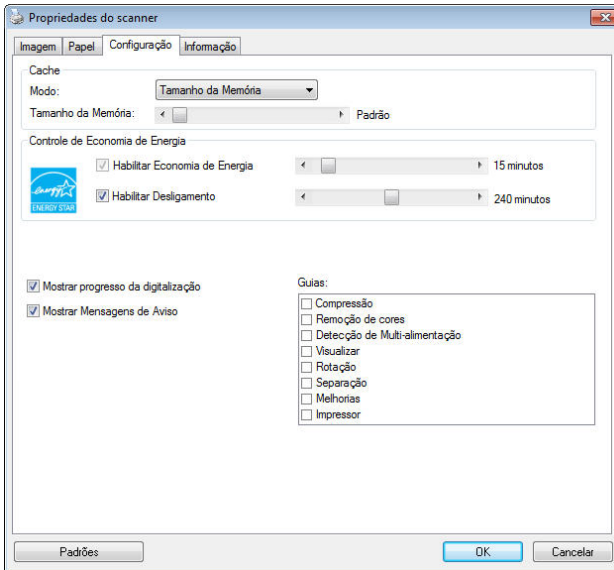 Propriedades do scanner
Imagem Papel Configuração Informação
Cache
Modo: Tamanho da Memória
Tamanho da Memória: Padrão
Controle de Economia de Energia
Habilitar Economia de Energia 15 minutos
energy
ENERGY STAR
Habilitar Desligamento 240 minutos
Mostrar progresso da digitalização
Mostrar Mensagens de Aviso
Guias:
Compressão
Remoção de cores
Detecção de Multi-alimentação
Visualizar
Rotação
Separação
Melhorias
Impressor
Padrões OK Cancelar